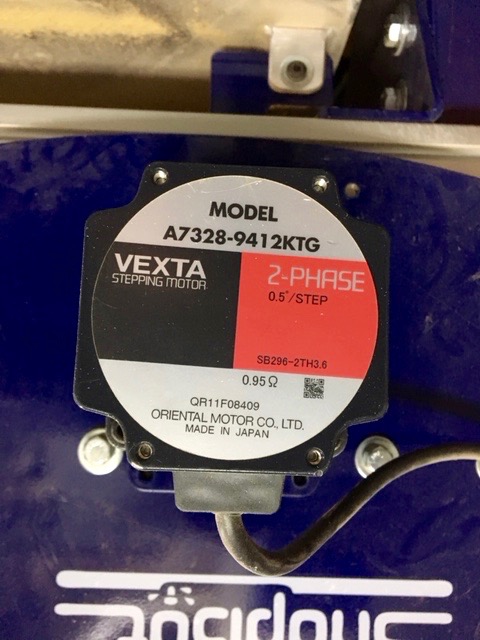 MODEL
A7328-9412KTG
VEXTA
STEPPING MOTOR
2-PHASE
0.5°/STEP
SB296-2TH3.6
0.95Ω
QR11F08409
ORIENTAL MOTOR CO., LTD.
MADE IN JAPAN